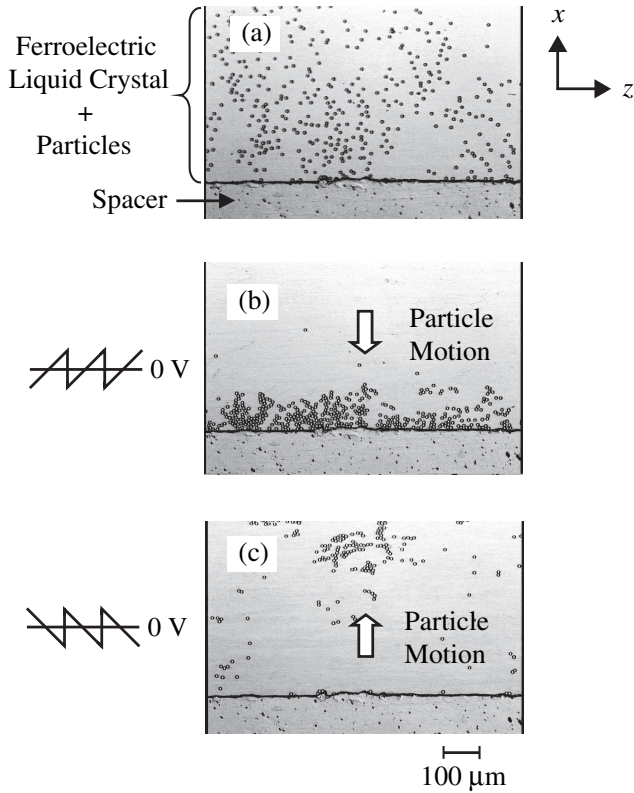 (a)
x
z
Ferroelectric
Liquid Crystal
+
Particles
Spacer
(b)
Particle
Motion
0 V
(c)
Particle
Motion
0 V
100 μm